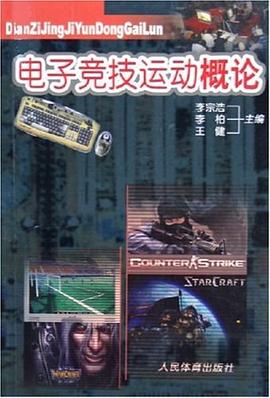 DianZiJingJiYunDongGaiLun
电子竞技运动概论
李宗浩
李柏
王健
主编
COUNTER STRIKE
STARCRAFT
WARCRAFT
人民体育出版社